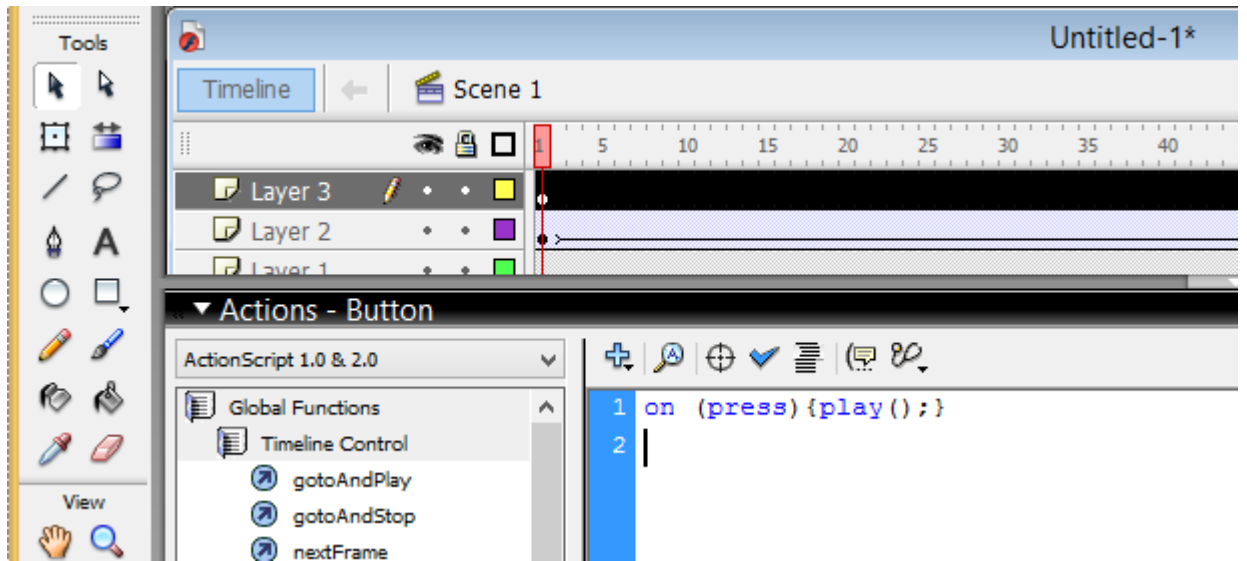 Tools
Untitled-1*
Timeline
Scene 1
1 5 10 15 20 25 30 35 40
Layer 3
Layer 2
Layer 1
Actions - Button
ActionScript 1.0 & 2.0
Global Functions
Timeline Control
gotoAndPlay
gotoAndStop
nextFrame
1 on (press){play();}
2
View